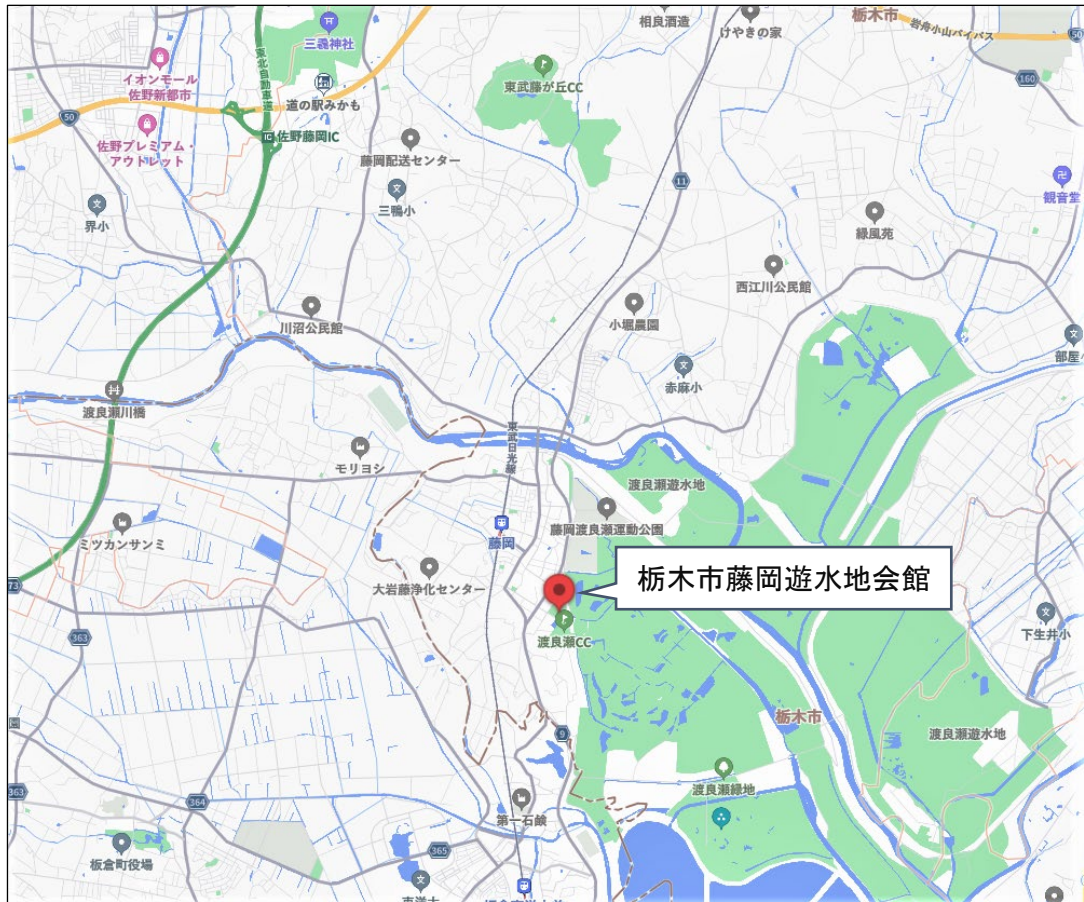 相良酒造
けやきの家
栃木市
岩舟小山バイパス
50
三毳神社
イオンモール
佐野新都市
東北自動車道
道の駅みかも
東武藤が丘CC
160
50
佐野藤岡IC
佐野プレミアム・
アウトレット
藤岡配送センター
11
観音堂
三鴨小
界小
緑風苑
西江川公民館
川沼公民館
小堀農園
赤麻小
部屋小
渡良瀬川橋
東武日光線
モリヨシ
渡良瀬遊水地
藤岡渡良瀬運動公園
ミツカンサンミ
藤岡
大岩藤浄化センター
栃木市藤岡遊水地会館
363
渡良瀬CC
下生井小
栃木市
渡良瀬遊水地
9
渡良瀬緑地
363
364
第一石鹸
板倉町役場
365